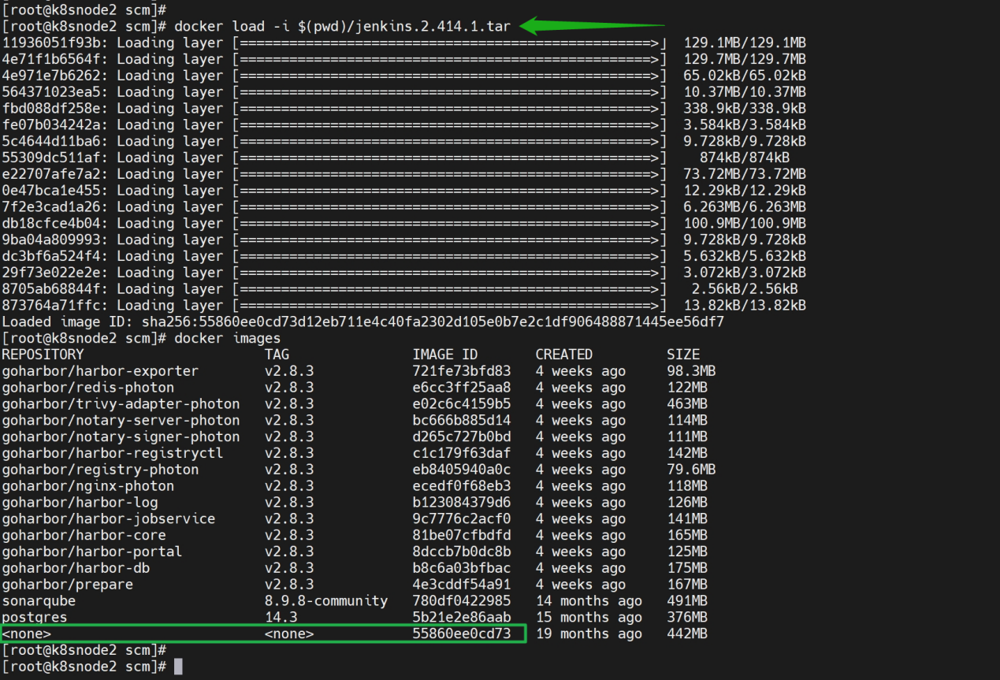 [root@k8snode2 scm]#
[root@k8snode2 scm]# docker load -i $(pwd)/jenkins.2.414.1.tar
11936051f93b: Loading layer [==================================================>] 129.1MB/129.1MB
4e71f1b6564f: Loading layer [==================================================>] 129.7MB/129.7MB
4e971e7b6262: Loading layer [==================================================>] 65.02kB/65.02kB
564371023ea5: Loading layer [==================================================>] 10.37MB/10.37MB
fbd088df258e: Loading layer [==================================================>] 338.9kB/338.9kB
fe07b034242a: Loading layer [==================================================>] 3.584kB/3.584kB
5c4644d11ba6: Loading layer [==================================================>] 9.728kB/9.728kB
55309dc511af: Loading layer [==================================================>] 874kB/874kB
e22707afe7a2: Loading layer [==================================================>] 73.72MB/73.72MB
0e47bca1e455: Loading layer [==================================================>] 12.29kB/12.29kB
7f2e3cad1a26: Loading layer [==================================================>] 6.263MB/6.263MB
db18cfce4b04: Loading layer [==================================================>] 100.9MB/100.9MB
9ba04a809993: Loading layer [==================================================>] 9.728kB/9.728kB
dc3bf6a524f4: Loading layer [==================================================>] 5.632kB/5.632kB
29f73e022e2e: Loading layer [==================================================>] 3.072kB/3.072kB
8705ab68844f: Loading layer [==================================================>] 2.56kB/2.56kB
873764a71ffc: Loading layer [==================================================>] 13.82kB/13.82kB
Loaded image ID: sha256:55860ee0cd73d12eb711e4c40fa2302d105e0b7e2c1df906488871445ee56df7
[root@k8snode2 scm]# docker images
REPOSITORY TAG IMAGE ID CREATED SIZE
goharbor/harbor-exporter v2.8.3 721fe73bfd83 4 weeks ago 98.3MB
goharbor/redis-photon v2.8.3 e6cc3ff25aa8 4 weeks ago 122MB
goharbor/trivy-adapter-photon v2.8.3 e02c6c4159b5 4 weeks ago 463MB
goharbor/notary-server-photon v2.8.3 bc666b885d14 4 weeks ago 114MB
goharbor/notary-signer-photon v2.8.3 d265c727b0bd 4 weeks ago 111MB
goharbor/harbor-registryctl v2.8.3 c1c179f63daf 4 weeks ago 142MB
goharbor/registry-photon v2.8.3 eb8405940a0c 4 weeks ago 79.6MB
goharbor/nginx-photon v2.8.3 ecedf0f68eb3 4 weeks ago 118MB
goharbor/harbor-log v2.8.3 b123084379d6 4 weeks ago 126MB
goharbor/harbor-jobservice v2.8.3 9c7776c2acf0 4 weeks ago 141MB
goharbor/harbor-core v2.8.3 81be07cfbdfd 4 weeks ago 165MB
goharbor/harbor-portal v2.8.3 8dccb7b0dc8b 4 weeks ago 125MB
goharbor/harbor-db v2.8.3 b8c6a03bfbac 4 weeks ago 175MB
goharbor/prepare v2.8.3 4e3cddf54a91 4 weeks ago 167MB
sonarqube 8.9.8-community 780df0422985 14 months ago 491MB
postgres 14.3 5b21e2e86aab 15 months ago 376MB
<none> <none> 55860ee0cd73 19 months ago 442MB
[root@k8snode2 scm]#
[root@k8snode2 scm]#